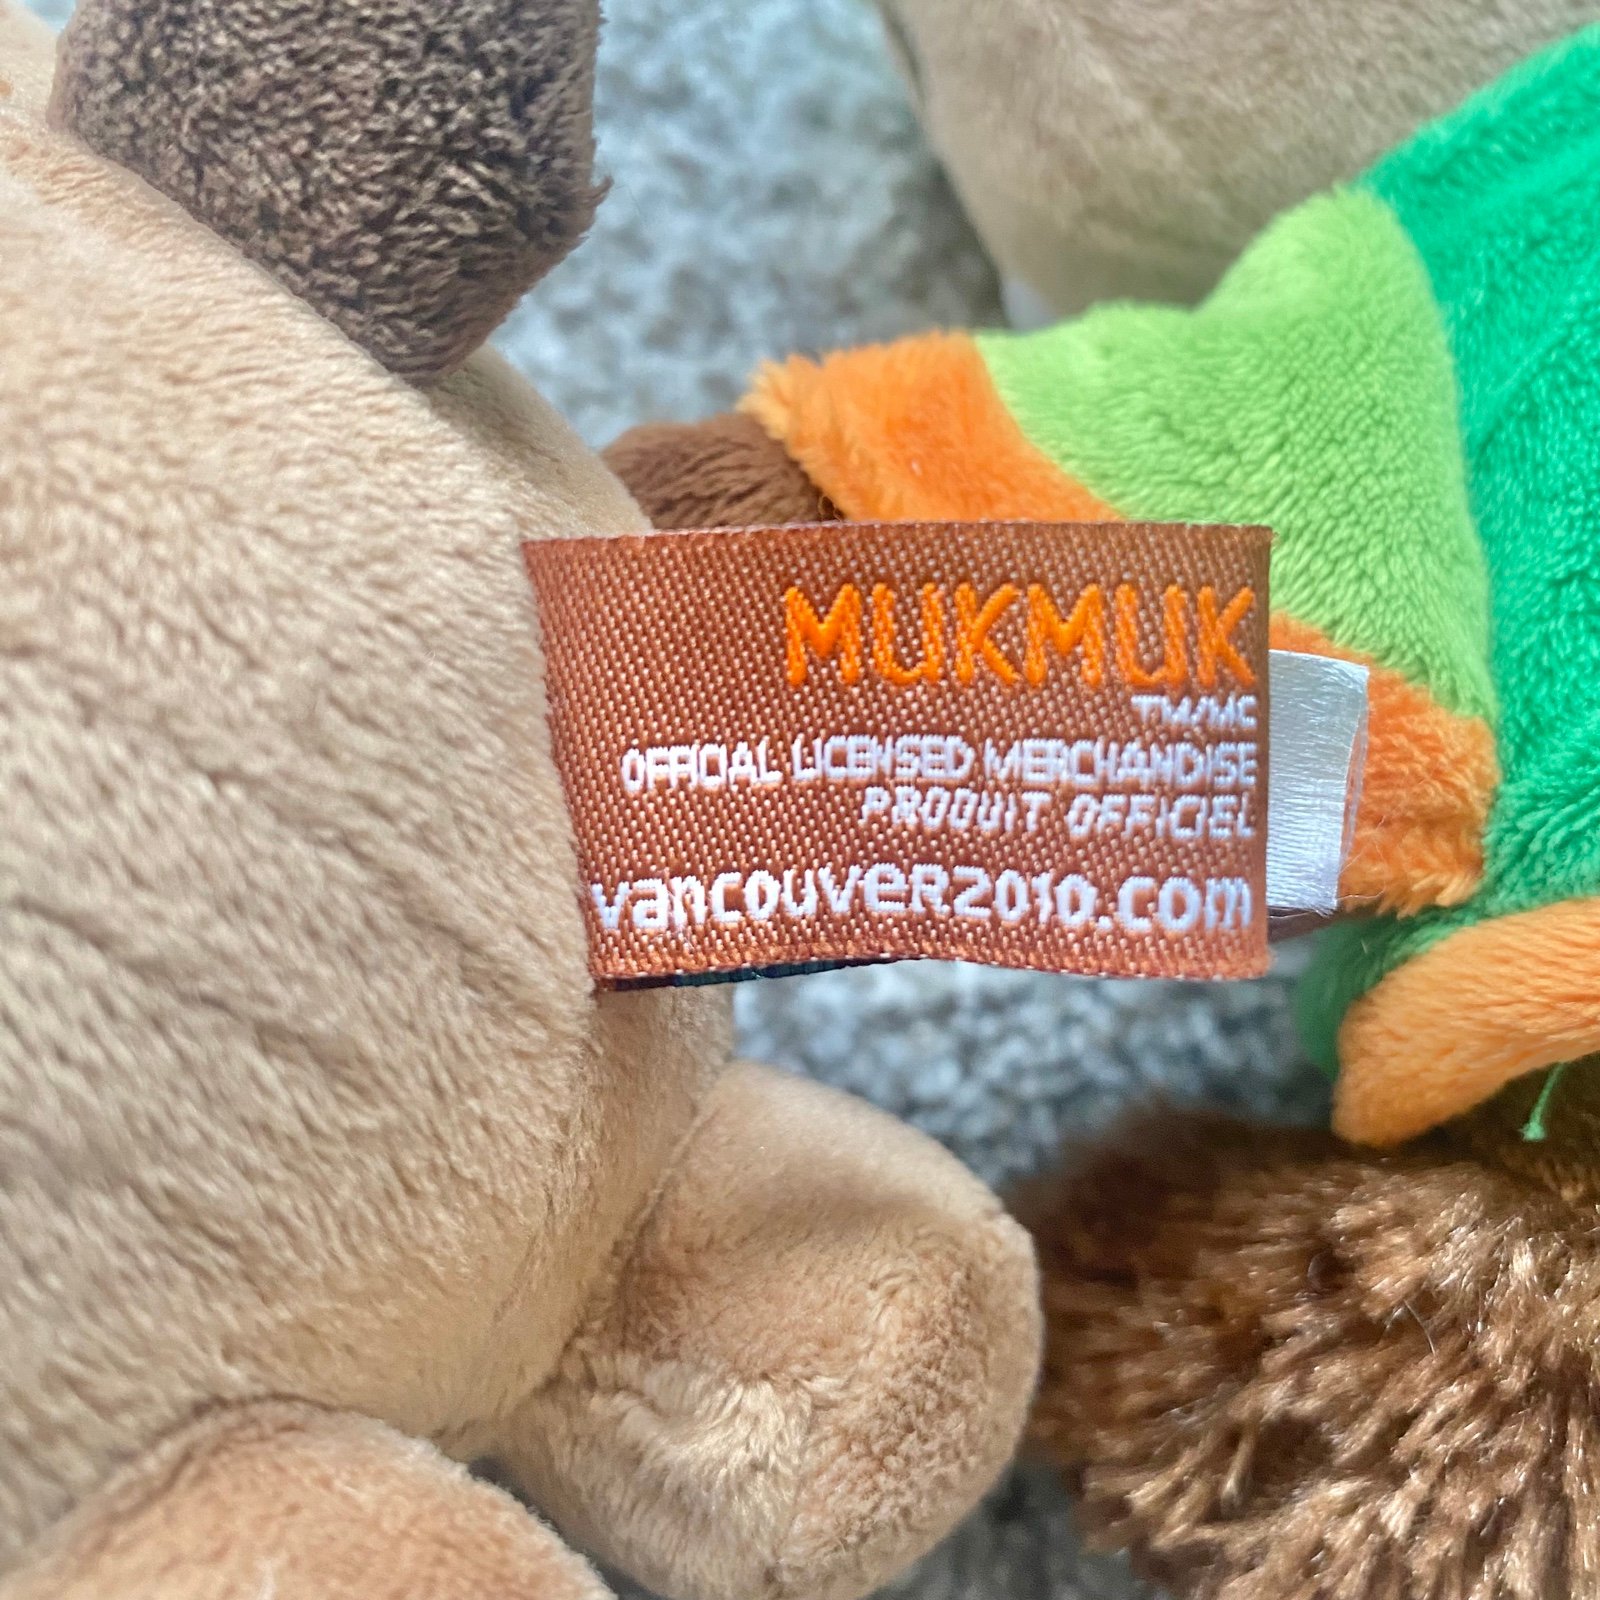 MUKMUK
TM/MC
OFFICIAL LICENSED MERCHANDISE
PRODUIT OFFICIEL
vancouver2010.com